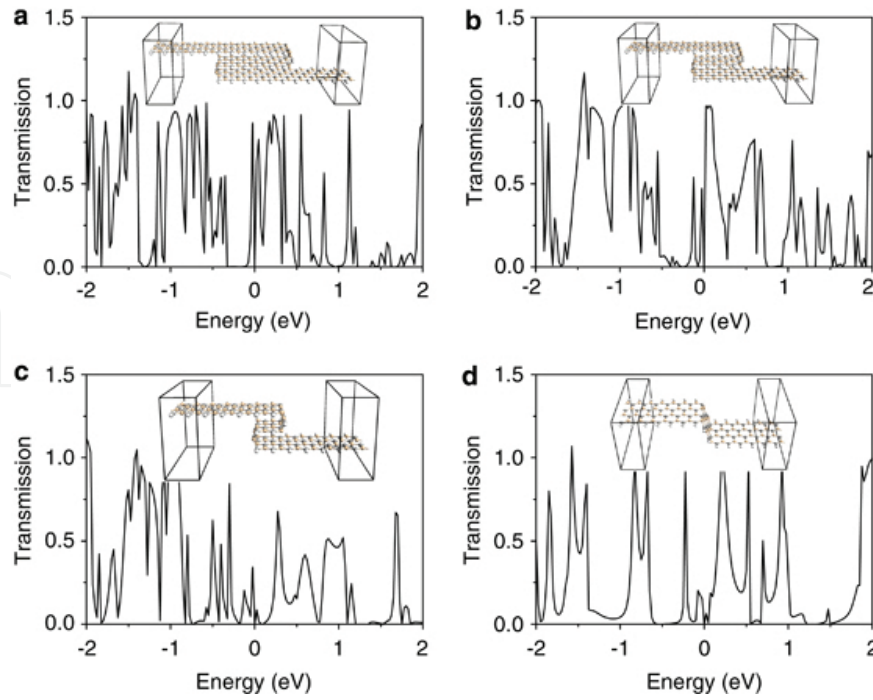 a
1.5
1.0
0.5
0.0
Transmission
-2 -1 0 1 2
Energy (eV)
b
1.5
1.0
0.5
0.0
Transmission
-2 -1 0 1 2
Energy (eV)
c
1.5
1.0
0.5
0.0
Transmission
-2 -1 0 1 2
Energy (eV)
d
1.5
1.0
0.5
0.0
Transmission
-2 -1 0 1 2
Energy (eV)